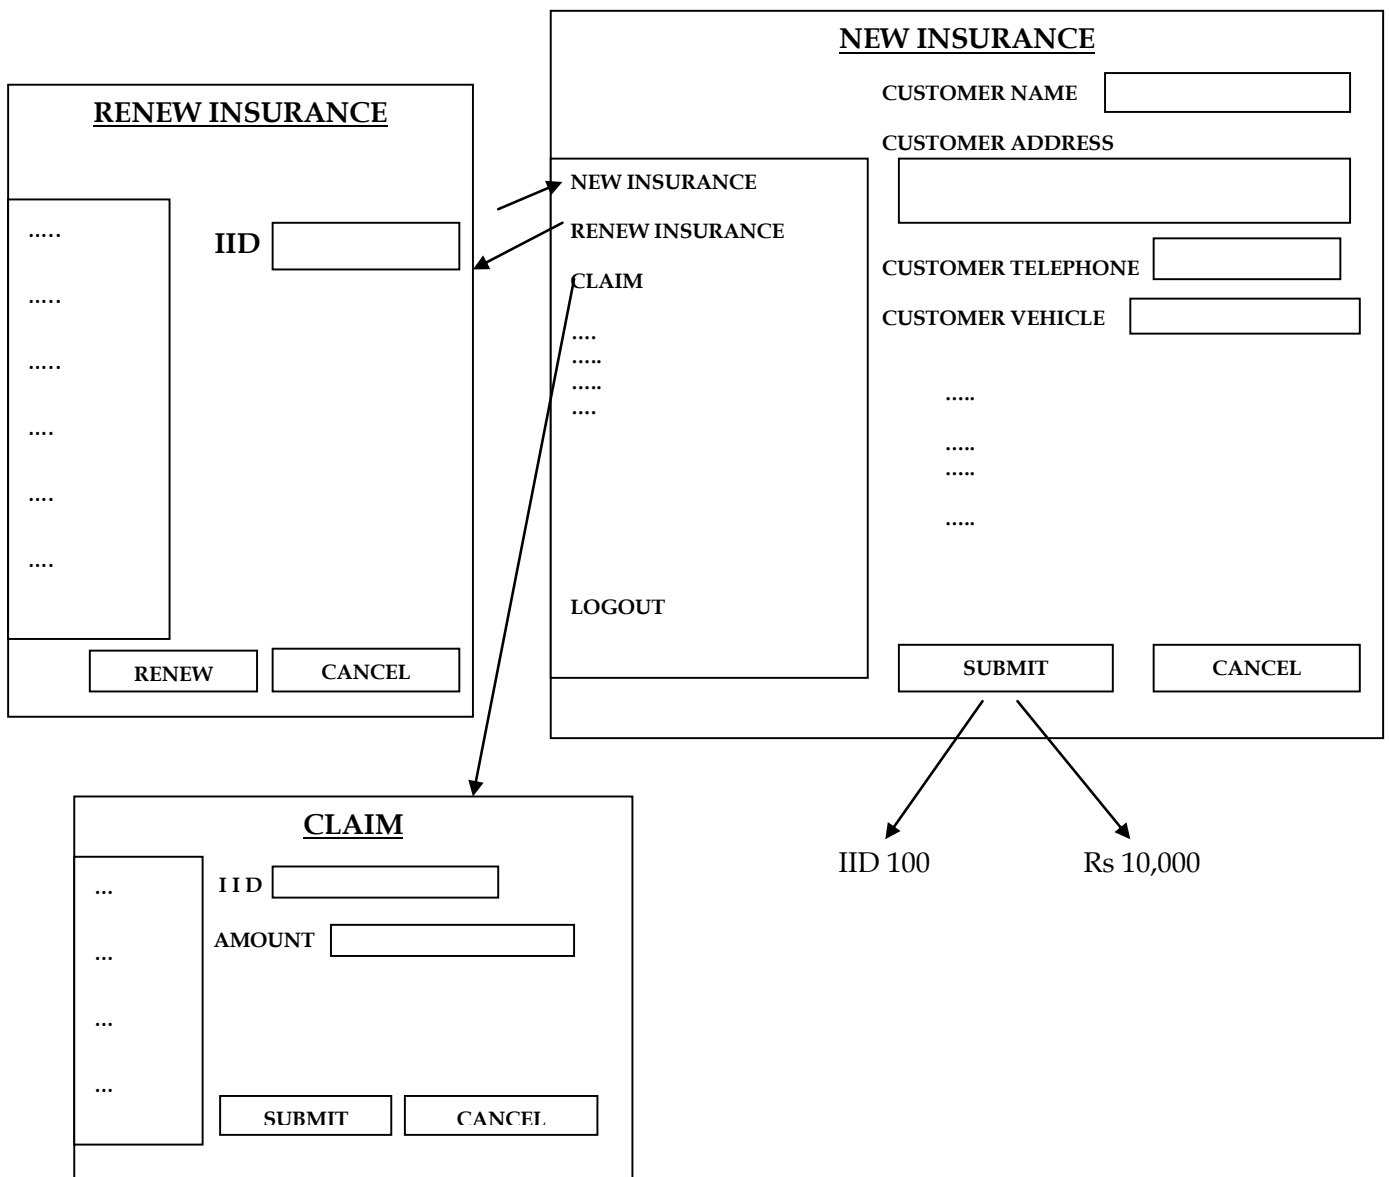 NEW INSURANCE
CUSTOMER NAME
CUSTOMER ADDRESS
NEW INSURANCE
RENEW INSURANCE
CLAIM
....
.....
.....
....
LOGOUT
CUSTOMER TELEPHONE
CUSTOMER VEHICLE
.....
.....
.....
.....
SUBMIT
CANCEL
IID 100
Rs 10,000
RENEW INSURANCE
.....
.....
.....
....
....
....
IID
RENEW
CANCEL
CLAIM
...
...
...
...
I I D
AMOUNT
SUBMIT
CANCEL